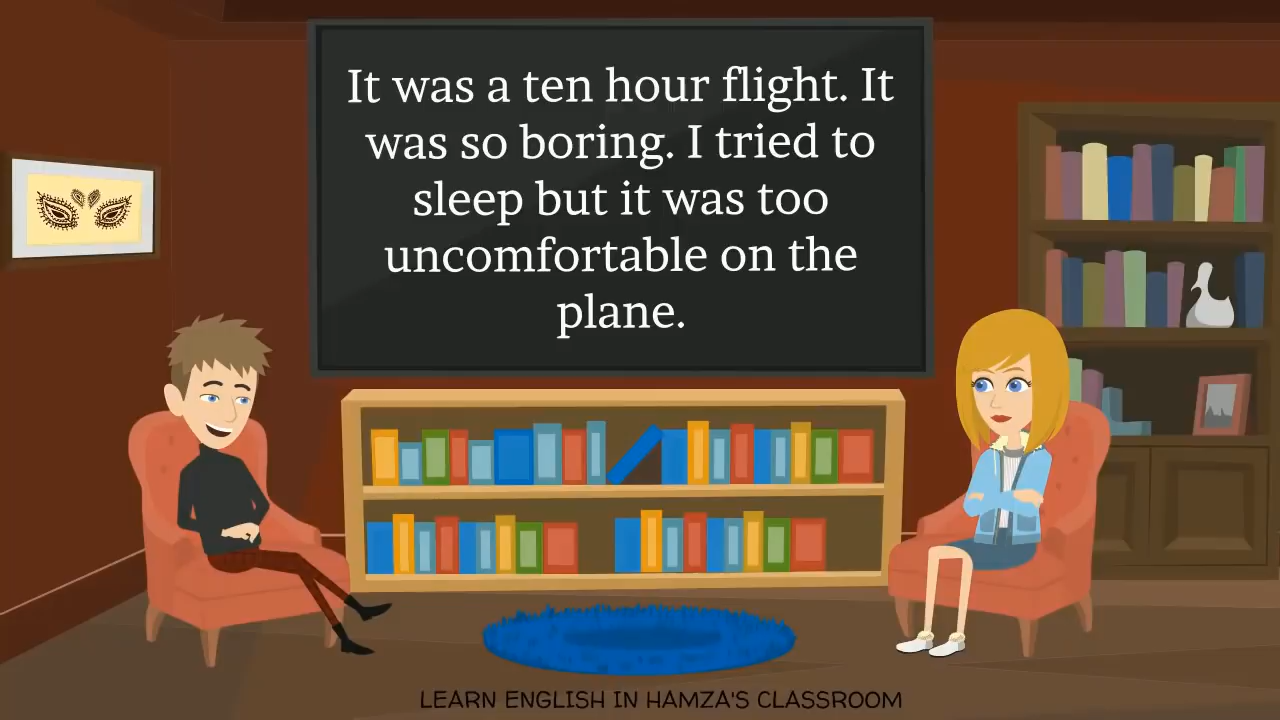 It was a ten hour flight. It
was so boring. I tried to
sleep but it was too
uncomfortable on the
plane.
LEARN ENGLISH IN HAMZA'S CLASSROOM